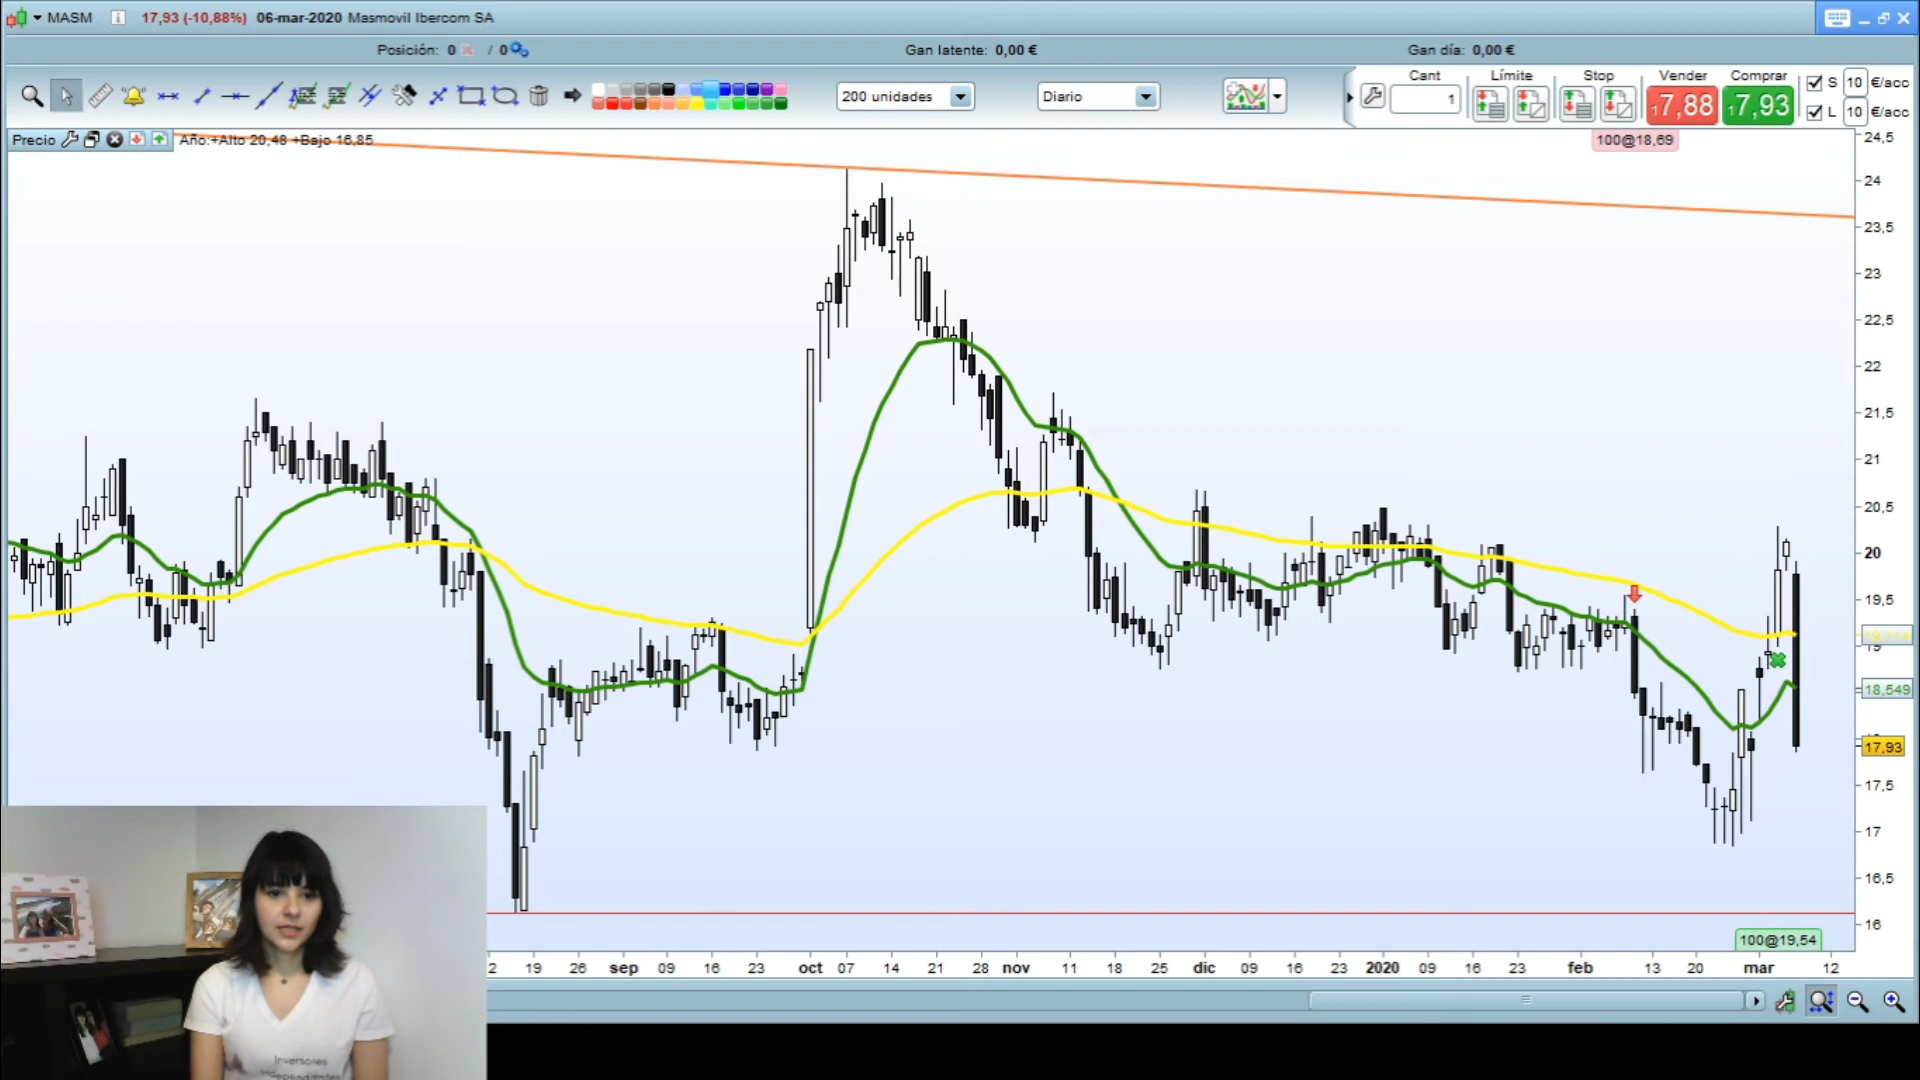 MASM 17,93 (-10,88%) 06-mar-2020 Masmovil Ibercom SA
Posición: 0 / 0 Gan latente: 0,00 € Gan día: 0,00 €
Cant Límite Stop Vender Comprar
200 unidades Diario 1 17,88 17,93
S 10 €/acc
L 10 €/acc
Precio Año:+Alto 20,48 +Bajo 16,85
100@18,69
24,5
24
23,5
23
22,5
22
21,5
21
20,5
20
19,5
19,114
19
18,549
17,93
17,5
17
16,5
16
100@19,54
2 19 26 sep 09 16 23 oct 07 14 21 28 nov 11 18 25 dic 09 16 23 2020 09 16 23 feb 13 20 mar 12
Inversores
independientes